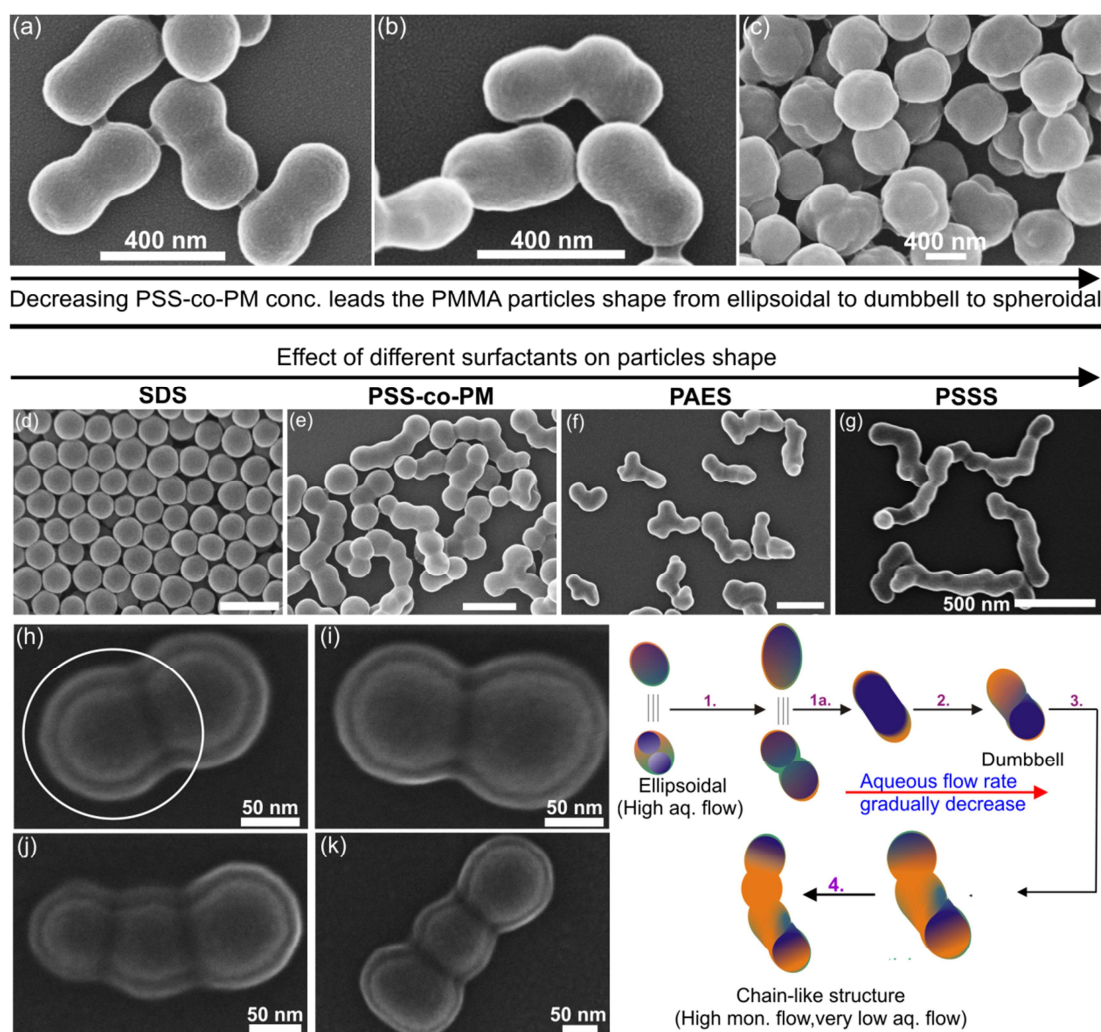 (a)
(b)
(c)
400 nm
400 nm
400 nm
Decreasing PSS-co-PM conc. leads the PMMA particles shape from ellipsoidal to dumbbell to spheroidal
Effect of different surfactants on particles shape
SDS
PSS-co-PM
PAES
PSSS
(d)
(e)
(f)
(g)
500 nm
(h)
(i)
50 nm
50 nm
(j)
(k)
50 nm
50 nm
1.
1a.
2.
3.
Ellipsoidal
(High aq. flow)
Dumbbell
Aqueous flow rate
gradually decrease
4.
Chain-like structure
(High mon. flow,very low aq. flow)